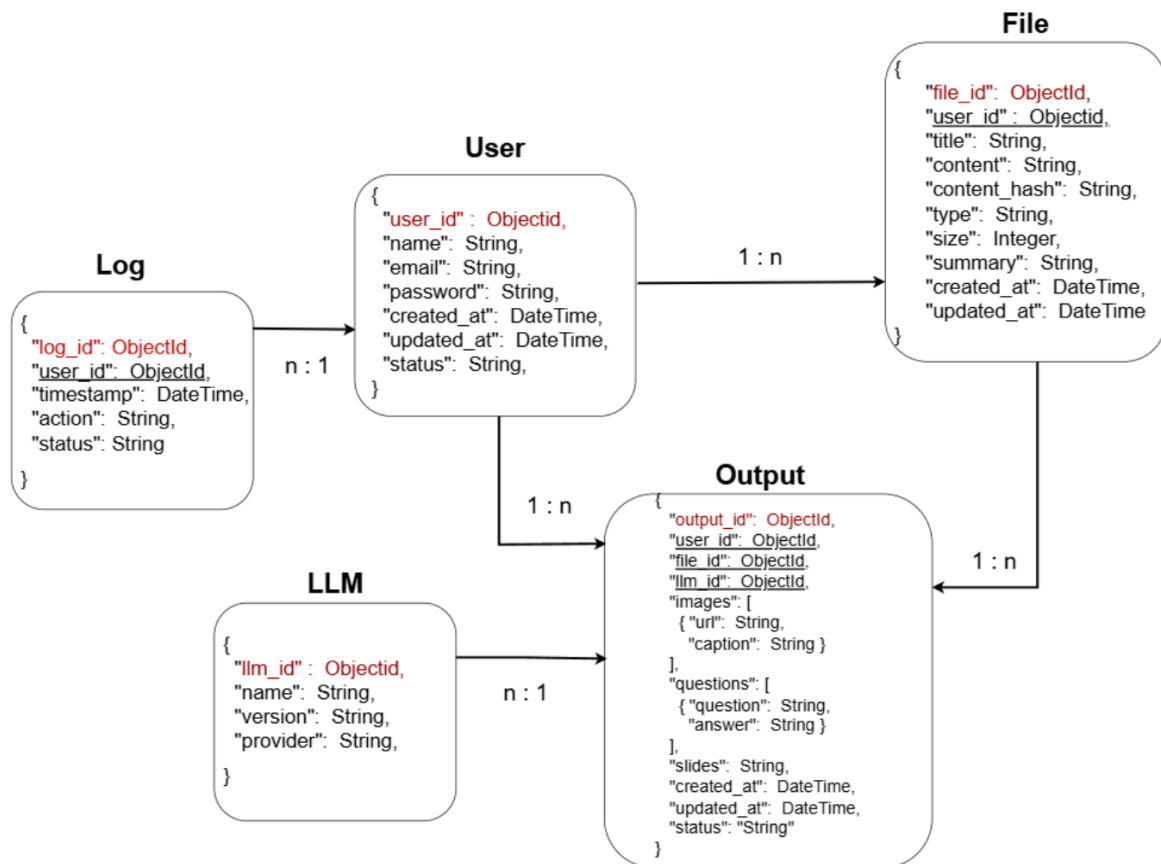 File
{
"file_id":  ObjectId,
"user_id" :  Objectid,
"title":  String,
"content":  String,
"content_hash":  String,
"type":  String,
"size":  Integer,
"summary":  String,
"created_at":  DateTime,
"updated_at":  DateTime
}
User
{
"user_id" :  Objectid,
"name":  String,
"email":  String,
"password":  String,
"created_at":  DateTime,
"updated_at":  DateTime,
"status":  String,
}
1 : n
Log
{
"log_id": ObjectId,
"user_id":  ObjectId,
"timestamp":  DateTime,
"action":  String,
"status": String
}
n : 1
Output
{
"output_id":  ObjectId,
"user_id":  ObjectId,
"file_id":  ObjectId,
"llm_id":  ObjectId,
"images": [
{ "url":  String,
"caption":  String }
],
"questions": [
{ "question":  String,
"answer":  String }
],
"slides":  String,
"created_at":  DateTime,
"updated_at":  DateTime,
"status": "String"
}
1 : n
1 : n
LLM
{
"llm_id" :  Objectid,
"name":  String,
"version":  String,
"provider":  String,
}
n : 1